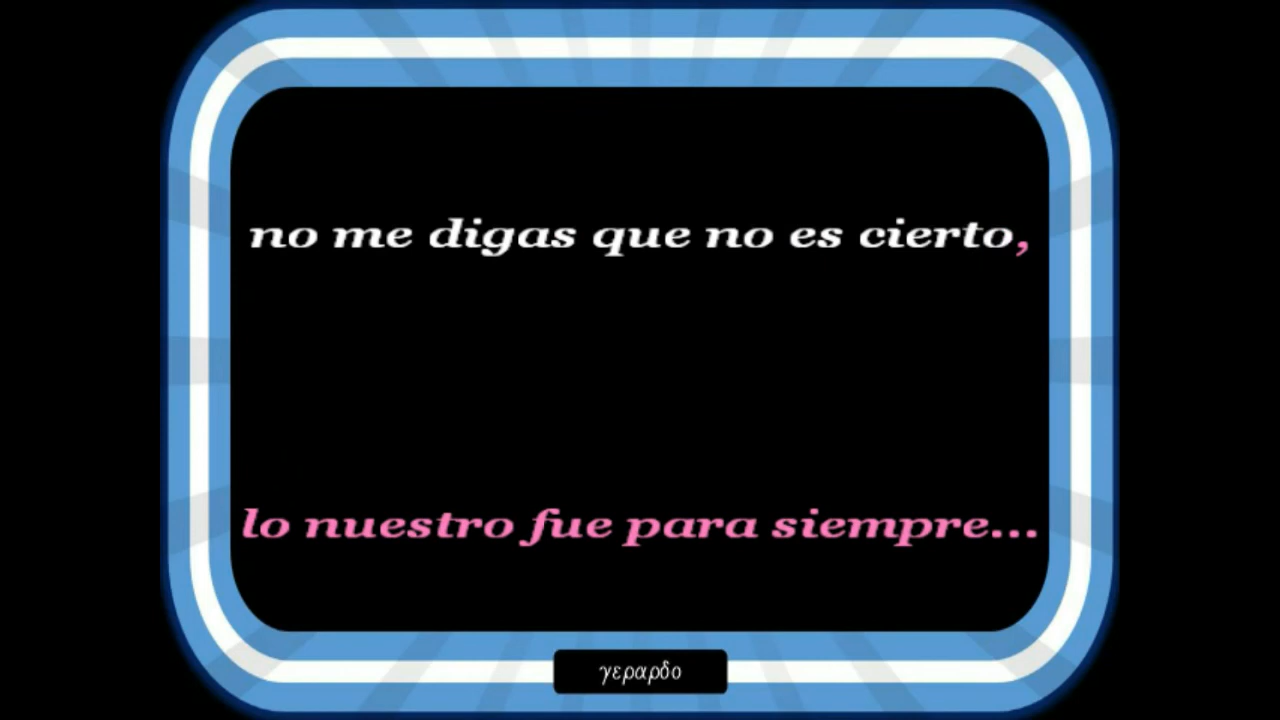 no me digas que no es cierto,
lo nuestro fue para siempre...
γεραρδο